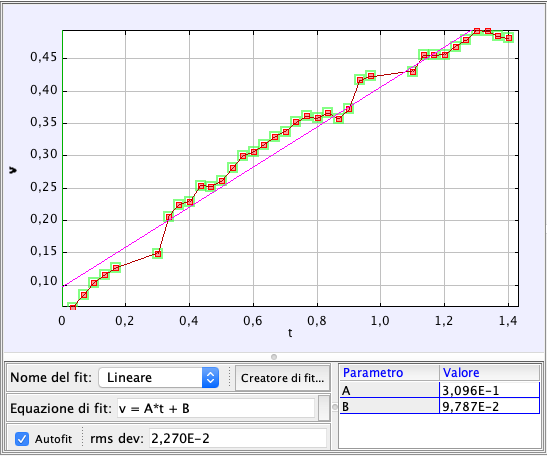 0,45
0,40
0,35
0,30
v
0,25
0,20
0,15
0,10
0 0,2 0,4 0,6 0,8 1,0 1,2 1,4
t
Nome del fit: Lineare Creatore di fit...
Equazione di fit: v = A*t + B
Autofit rms dev: 2,270E-2
Parametro Valore
A 3,096E-1
B 9,787E-2